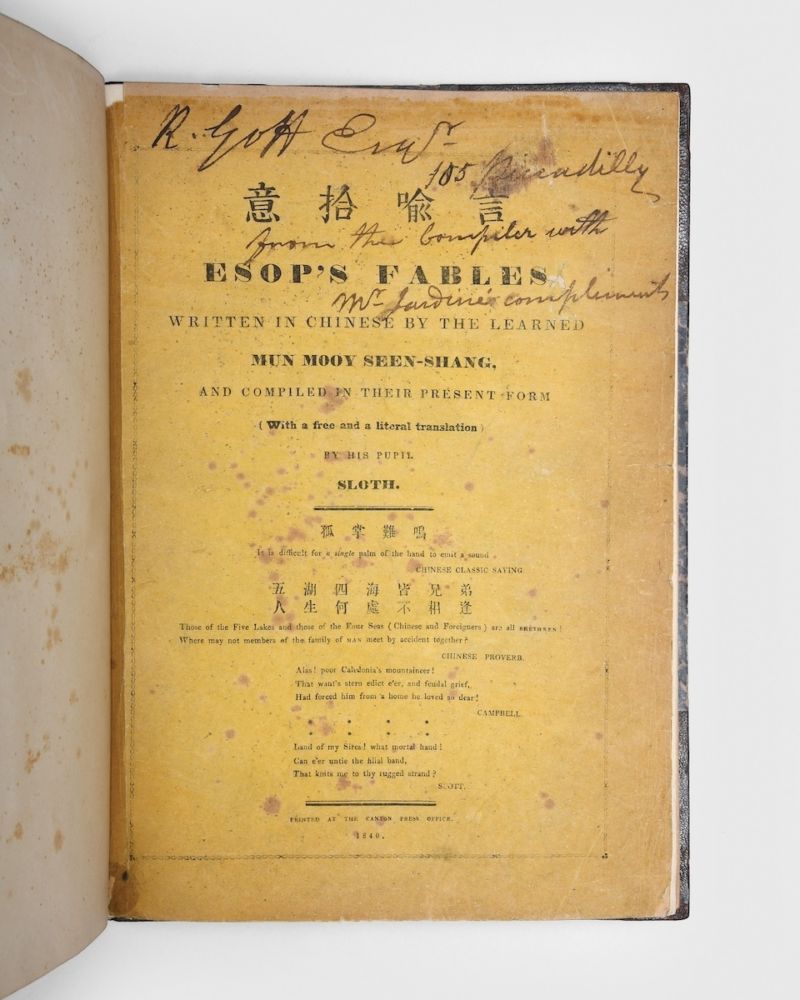 R. Gott Esqr.
105 Piccadilly
意拾喻言
from the Compiler with
ESOP'S FABLES
Mr. Jardine's compliments
WRITTEN IN CHINESE BY THE LEARNED
MUN MOOY SEEN-SHANG,
AND COMPILED IN THEIR PRESENT FORM
(With a free and a literal translation)
BY HIS PUPIL
SLOTH.
孤掌難鳴
It is difficult for a single palm of the hand to emit a sound
CHINESE CLASSIC SAYING.
五湖四海皆兄弟
人生何處不相逢
Those of the Five Lakes and those of the Four Seas (Chinese and Foreigners) are all BRETHREN!
Where may not members of the family of MAN meet by accident together?
CHINESE PROVERB.
Alas! poor Caledonia's mountaineer!
That want's stern edict e'er, and feudal grief,
Had forced him from a home he loved so dear!
CAMPBELL.
* * * *
* * * *
Land of my Sires! what mortal hand!
Can e'er untie the filial band,
That knits me to thy rugged strand?
SCOTT.
PRINTED AT THE CANTON PRESS OFFICE.
1840.